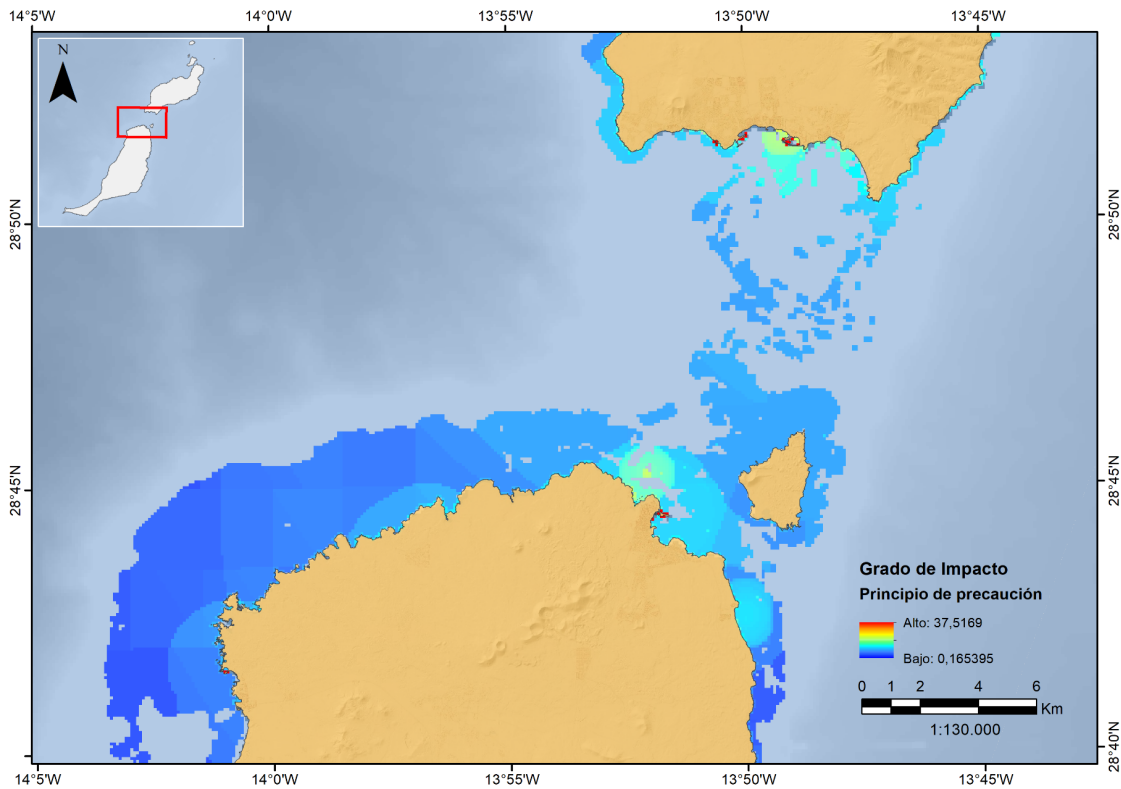 14°5'W 14°0'W 13°55'W 13°50'W 13°45'W
N
28°50'N 28°50'N
28°45'N 28°45'N
Grado de Impacto
Principio de precaución
Alto: 37,5169
Bajo: 0,165395
0 1 2 4 6
Km
1:130.000
28°40'N
14°5'W 14°0'W 13°55'W 13°50'W 13°45'W